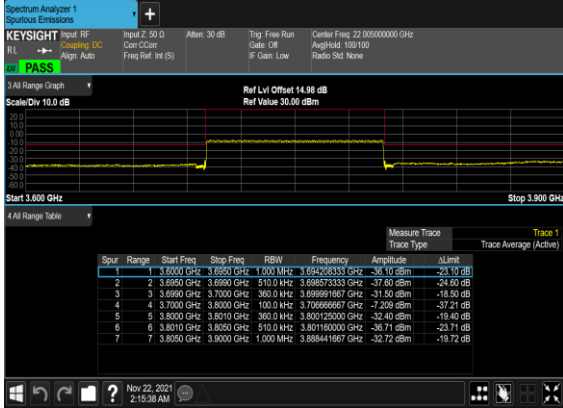 Spectrum Analyzer 1
Spurious Emissions
+
KEYSIGHT Input: RF Input Z: 50 Ω Atten: 30 dB Trig: Free Run Center Freq: 22.005000000 GHz
RL Coupling: DC Corr CCorr Gate: Off Avg|Hold: 100/100
Align: Auto Freq Ref: Int (S) IF Gain: Low Radio Std: None
PASS
3 All Range Graph
Ref Lvl Offset 14.98 dB
Scale/Div 10.0 dB Ref Value 30.00 dBm
20.0
10.0
0.00
-10.0
-20.0
-30.0
-40.0
-50.0
-60.0
Start 3.600 GHz Stop 3.900 GHz
4 All Range Table
Measure Trace Trace 1
Trace Type Trace Average (Active)
Spur Range Start Freq Stop Freq RBW Frequency Amplitude ΔLimit
1 1 3.6000 GHz 3.6950 GHz 1.000 MHz 3.694208333 GHz -36.10 dBm -23.10 dB
2 2 3.6950 GHz 3.6990 GHz 510.0 kHz 3.698573333 GHz -37.60 dBm -24.60 dB
3 3 3.6990 GHz 3.7000 GHz 360.0 kHz 3.699991667 GHz -31.50 dBm -18.50 dB
4 4 3.7000 GHz 3.8000 GHz 100.0 kHz 3.706666667 GHz -7.209 dBm -37.21 dB
5 5 3.8000 GHz 3.8010 GHz 360.0 kHz 3.800125000 GHz -32.40 dBm -19.40 dB
6 6 3.8010 GHz 3.8050 GHz 510.0 kHz 3.801160000 GHz -36.71 dBm -23.71 dB
7 7 3.8050 GHz 3.9000 GHz 1.000 MHz 3.888441667 GHz -32.72 dBm -19.72 dB
? Nov 22, 2021
2:15:38 AM